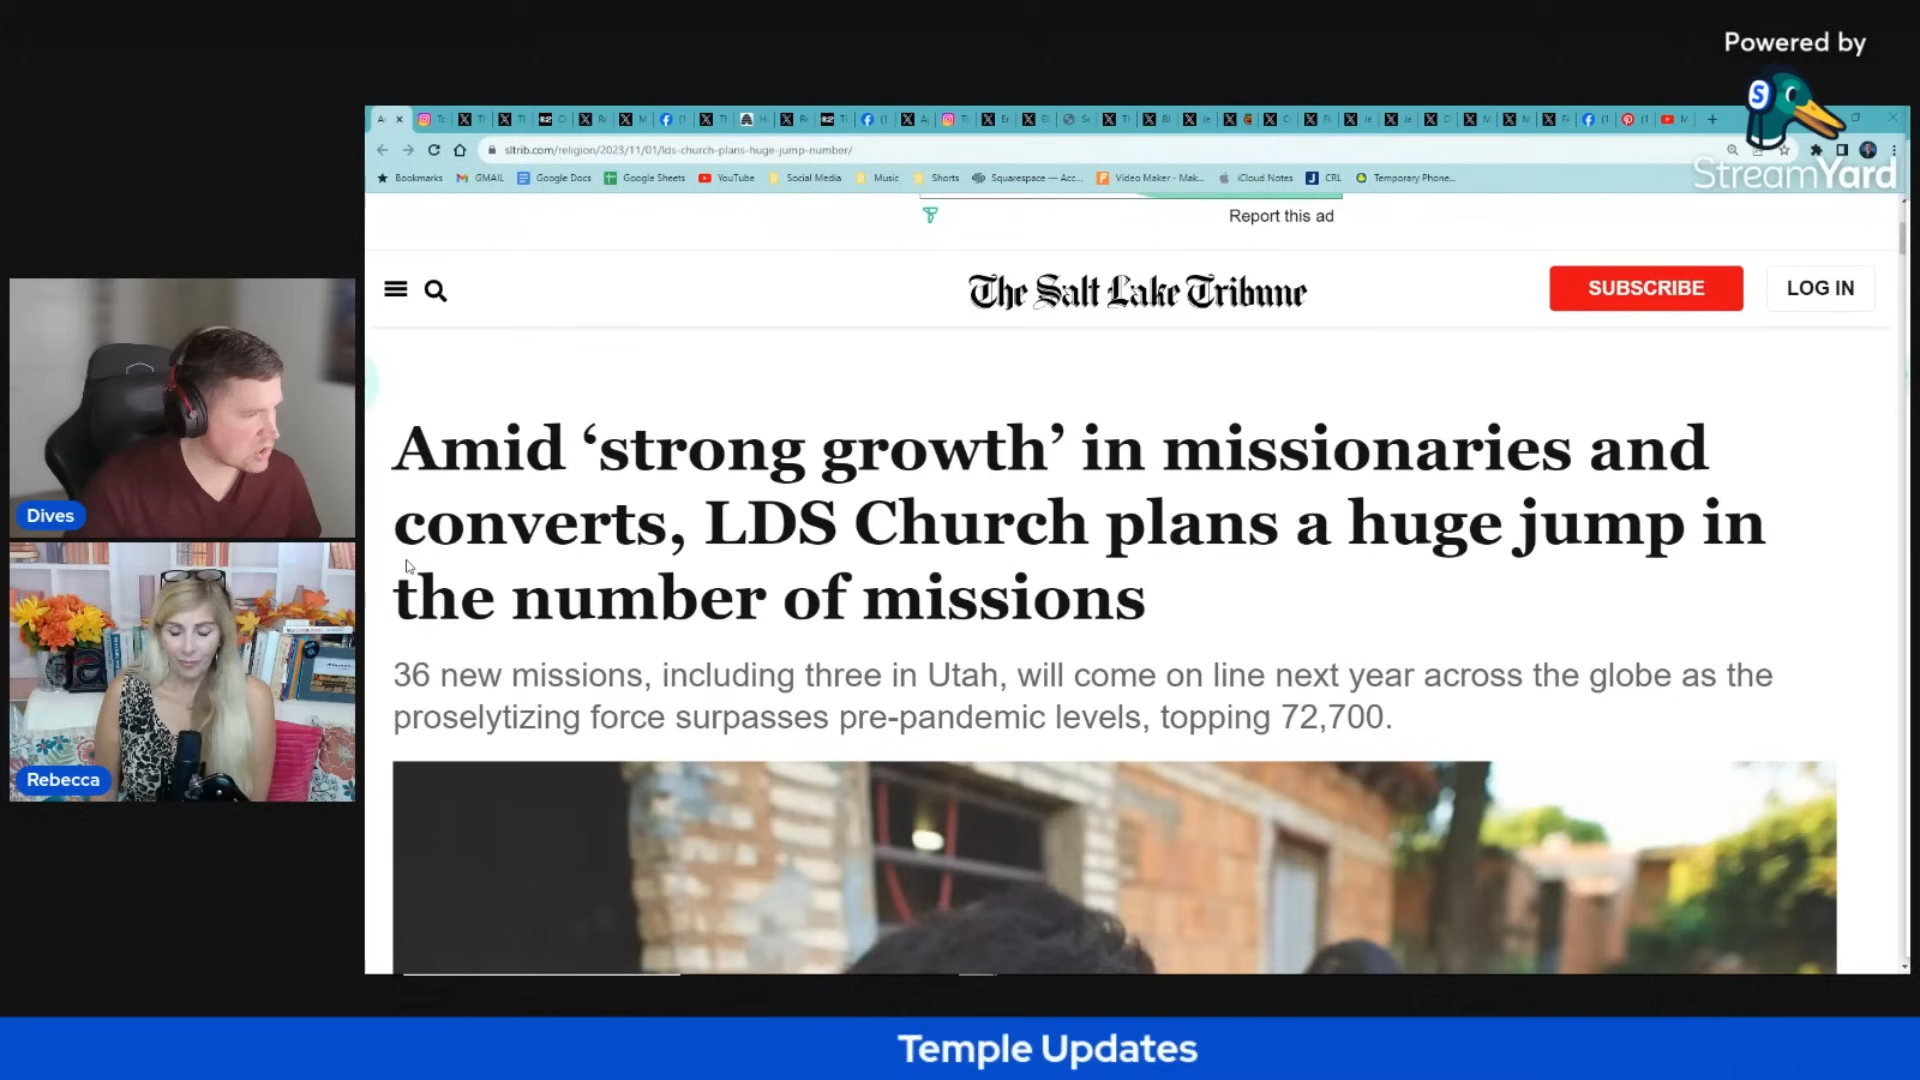 Powered by
StreamYard
sltrib.com/religion/2023/11/01/lds-church-plans-huge-jump-number/
Bookmarks GMAIL Google Docs Google Sheets YouTube Social Media Music Shorts Squarespace — Acc... Video Maker - Mak... iCloud Notes CRL Temporary Phone...
Report this ad
The Salt Lake Tribune
SUBSCRIBE
LOG IN
Amid ‘strong growth’ in missionaries and
converts, LDS Church plans a huge jump in
the number of missions
36 new missions, including three in Utah, will come on line next year across the globe as the
proselytizing force surpasses pre-pandemic levels, topping 72,700.
Dives
Rebecca
Temple Updates